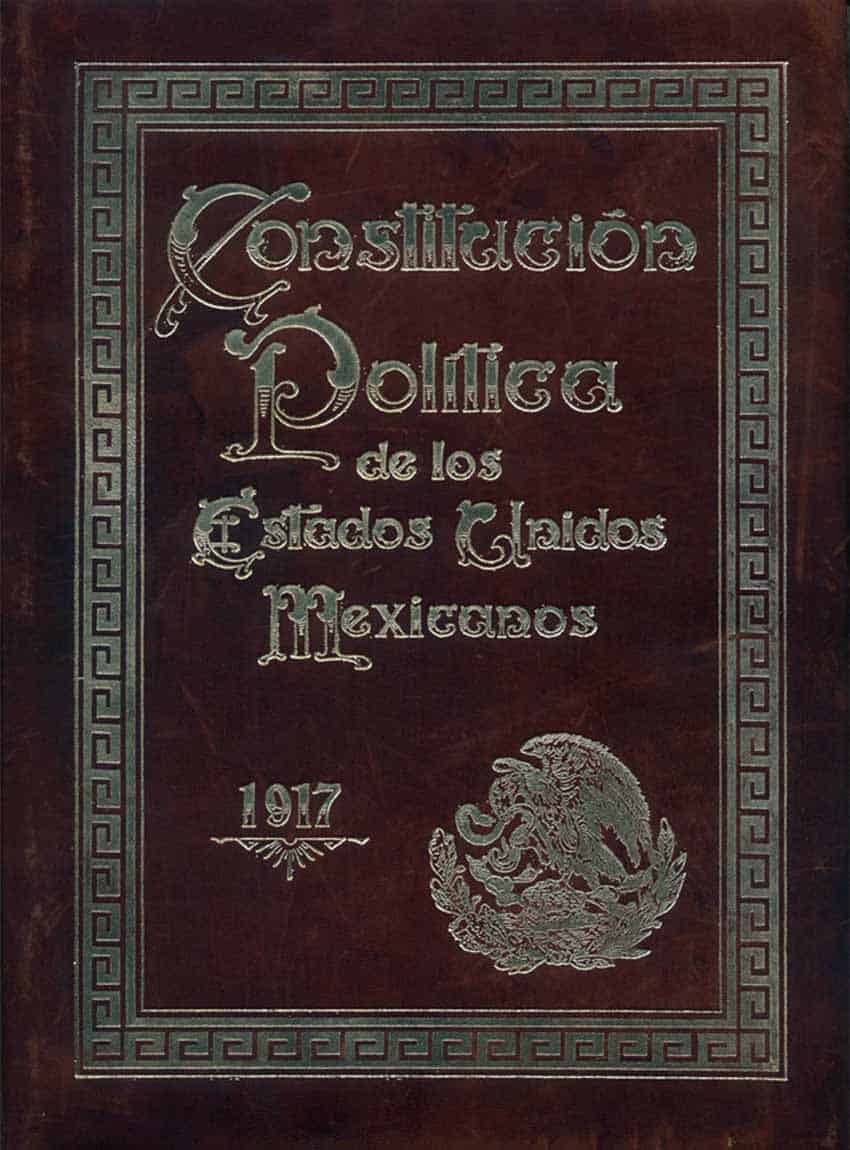 Constitución
Política
de los
Estados Unidos
Mexicanos
1917